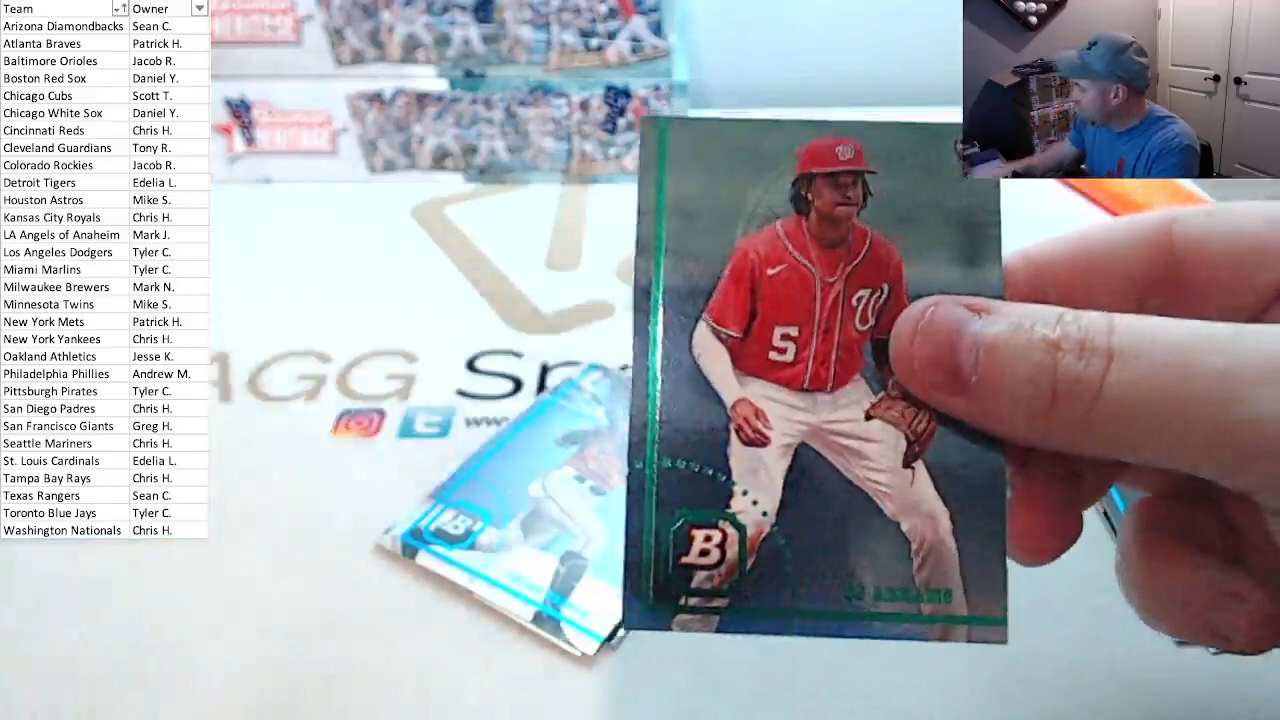 Team Owner
Arizona Diamondbacks Sean C.
Atlanta Braves Patrick H.
Baltimore Orioles Jacob R.
Boston Red Sox Daniel Y.
Chicago Cubs Scott T.
Chicago White Sox Daniel Y.
Cincinnati Reds Chris H.
Cleveland Guardians Tony R.
Colorado Rockies Jacob R.
Detroit Tigers Edelia L.
Houston Astros Mike S.
Kansas City Royals Chris H.
LA Angels of Anaheim Mark J.
Los Angeles Dodgers Tyler C.
Miami Marlins Tyler C.
Milwaukee Brewers Mark N.
Minnesota Twins Mike S.
New York Mets Patrick H.
New York Yankees Chris H.
Oakland Athletics Jesse K.
Philadelphia Phillies Andrew M.
Pittsburgh Pirates Tyler C.
San Diego Padres Chris H.
San Francisco Giants Greg H.
Seattle Mariners Chris H.
St. Louis Cardinals Edelia L.
Tampa Bay Rays Chris H.
Texas Rangers Sean C.
Toronto Blue Jays Tyler C.
Washington Nationals Chris H.
AGG Sp
www.
W
W
5
B
CJ ABRAMS
B